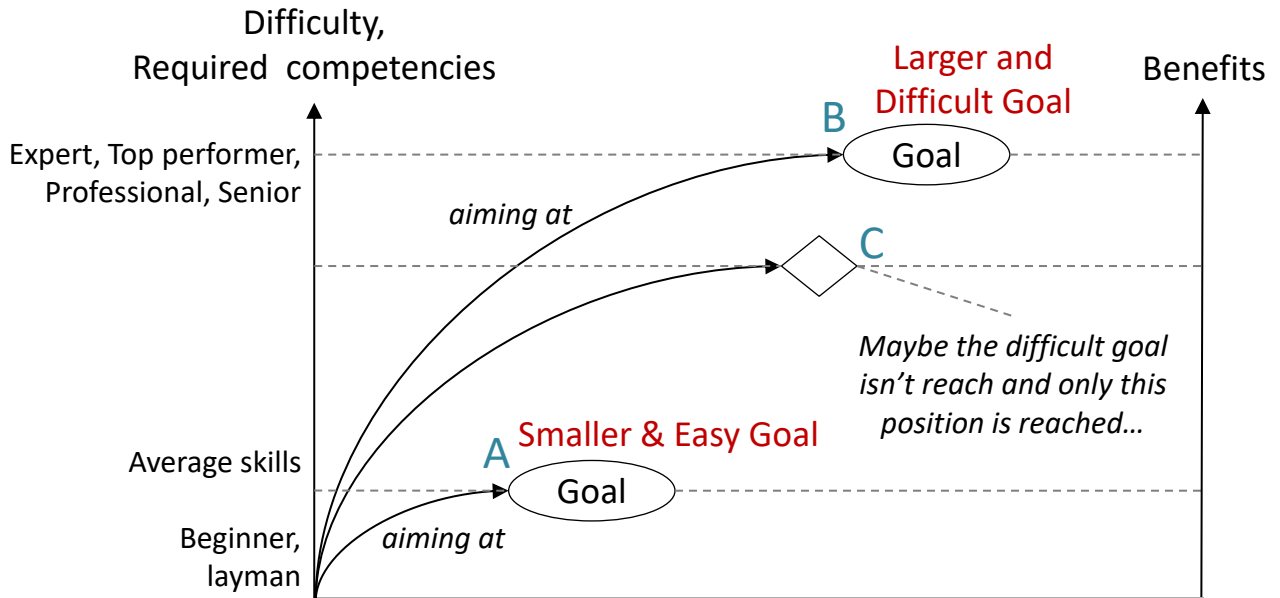 Difficulty,
Required  competencies
Larger and
Difficult Goal
Benefits
B
Expert, Top performer,
Professional, Senior
Goal
aiming at
C
Maybe the difficult goal
isn’t reach and only this
position is reached…
Smaller & Easy Goal
A
Average skills
Goal
aiming at
Beginner,
layman